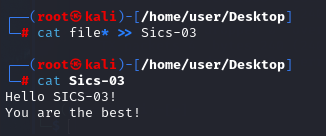 ┌──(root㉿kali)-[/home/user/Desktop]
└─# cat file* >> Sics-03
┌──(root㉿kali)-[/home/user/Desktop]
└─# cat Sics-03
Hello SICS-03!
You are the best!